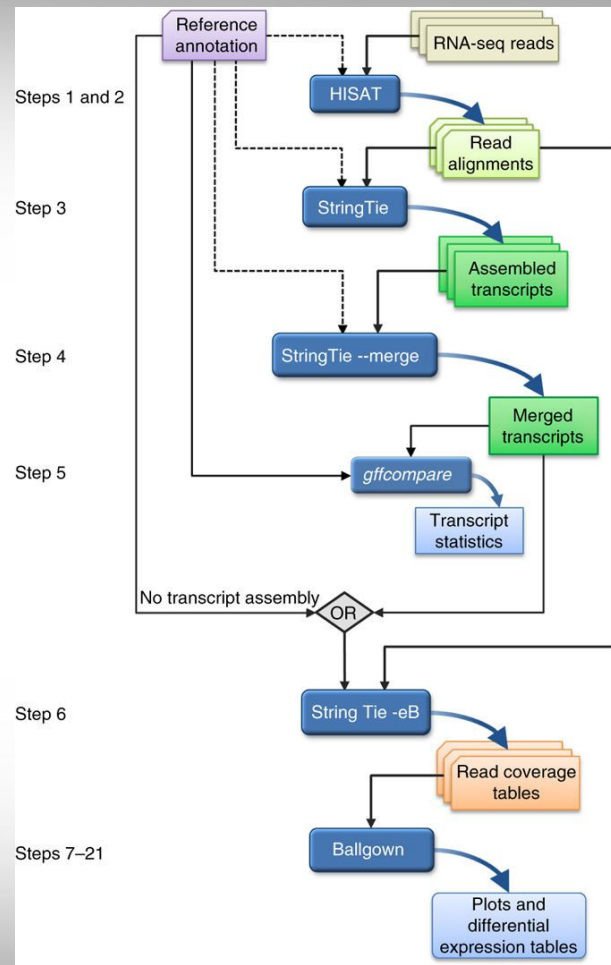 Reference
annotation
RNA-seq reads
Steps 1 and 2
HISAT
Read
alignments
Step 3
StringTie
Assembled
transcripts
Step 4
StringTie --merge
Merged
transcripts
Step 5
gffcompare
Transcript
statistics
No transcript assembly
OR
Step 6
String Tie -eB
Read coverage
tables
Steps 7–21
Ballgown
Plots and
differential
expression tables